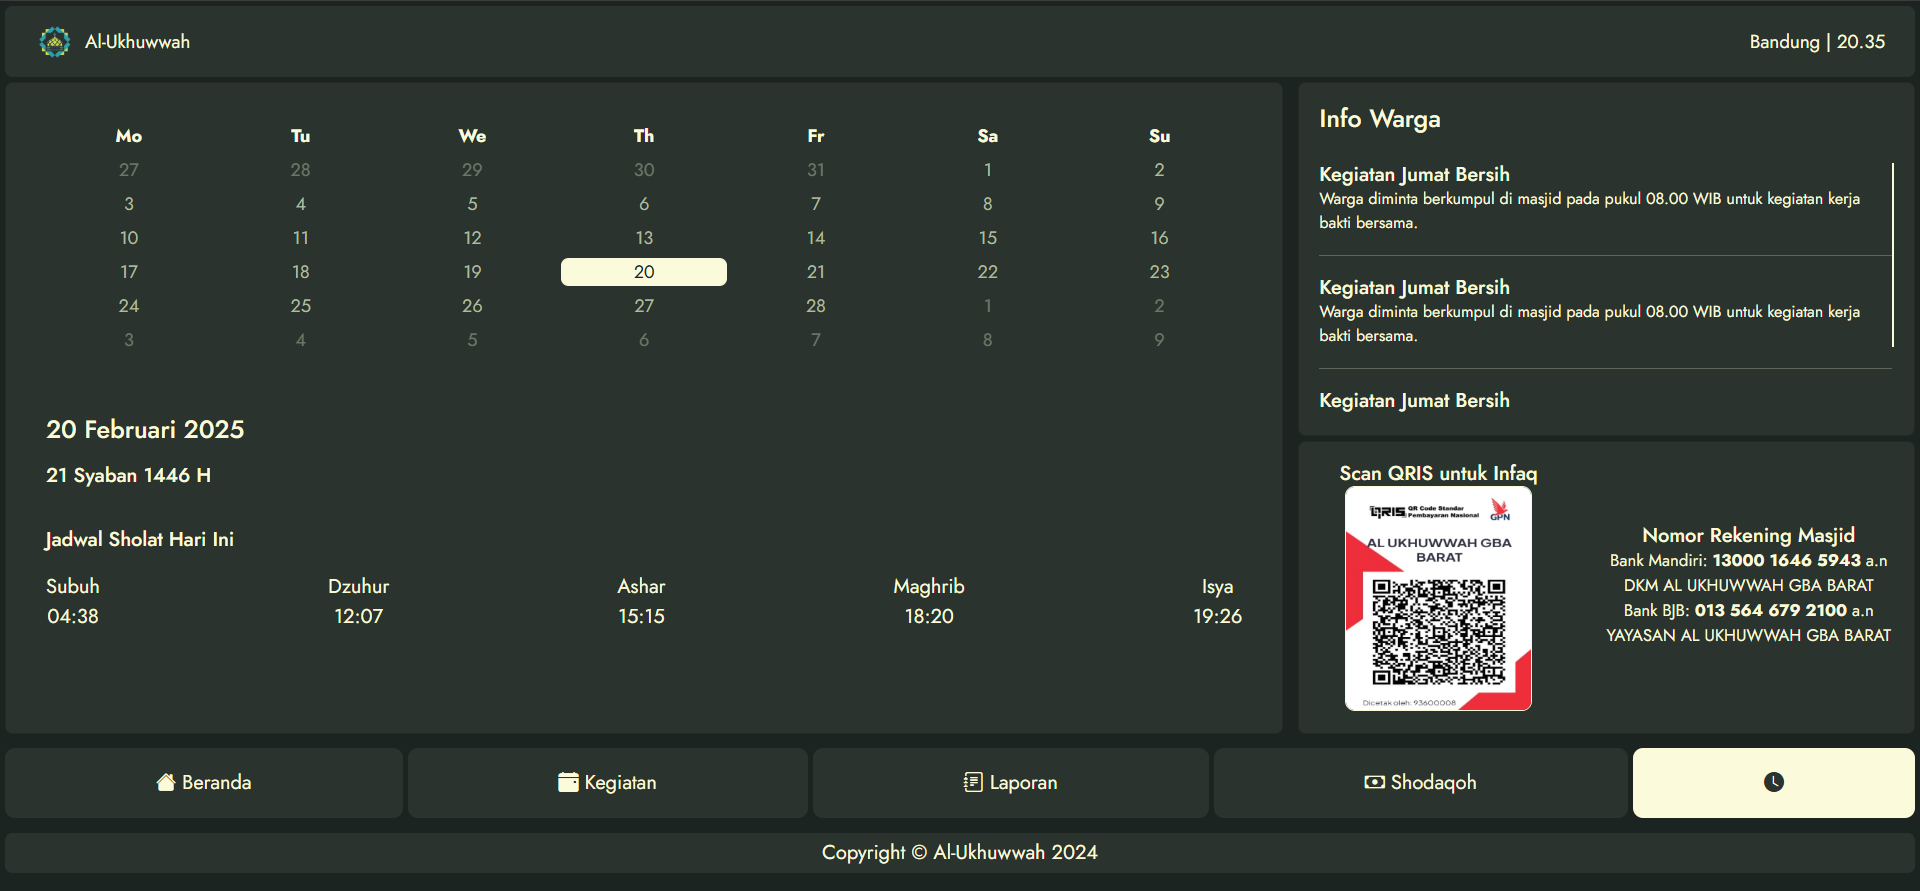 Al-Ukhuwwah
Bandung | 20.35
Mo Tu We Th Fr Sa Su
27 28 29 30 31 1 2
3 4 5 6 7 8 9
10 11 12 13 14 15 16
17 18 19 20 21 22 23
24 25 26 27 28 1 2
3 4 5 6 7 8 9
20 Februari 2025
21 Syaban 1446 H
Jadwal Sholat Hari Ini
Subuh Dzuhur Ashar Maghrib Isya
04:38 12:07 15:15 18:20 19:26
Info Warga
Kegiatan Jumat Bersih
Warga diminta berkumpul di masjid pada pukul 08.00 WIB untuk kegiatan kerja
bakti bersama.
Kegiatan Jumat Bersih
Warga diminta berkumpul di masjid pada pukul 08.00 WIB untuk kegiatan kerja
bakti bersama.
Kegiatan Jumat Bersih
Scan QRIS untuk Infaq
QRIS QR Code Standar
Pembayaran Nasional
GPN
AL UKHUWWAH GBA
BARAT
Dicetak oleh: 93600008
Nomor Rekening Masjid
Bank Mandiri: 13000 1646 5943 a.n
DKM AL UKHUWWAH GBA BARAT
Bank BJB: 013 564 679 2100 a.n
YAYASAN AL UKHUWWAH GBA BARAT
Beranda
Kegiatan
Laporan
Shodaqoh
Copyright © Al-Ukhuwwah 2024